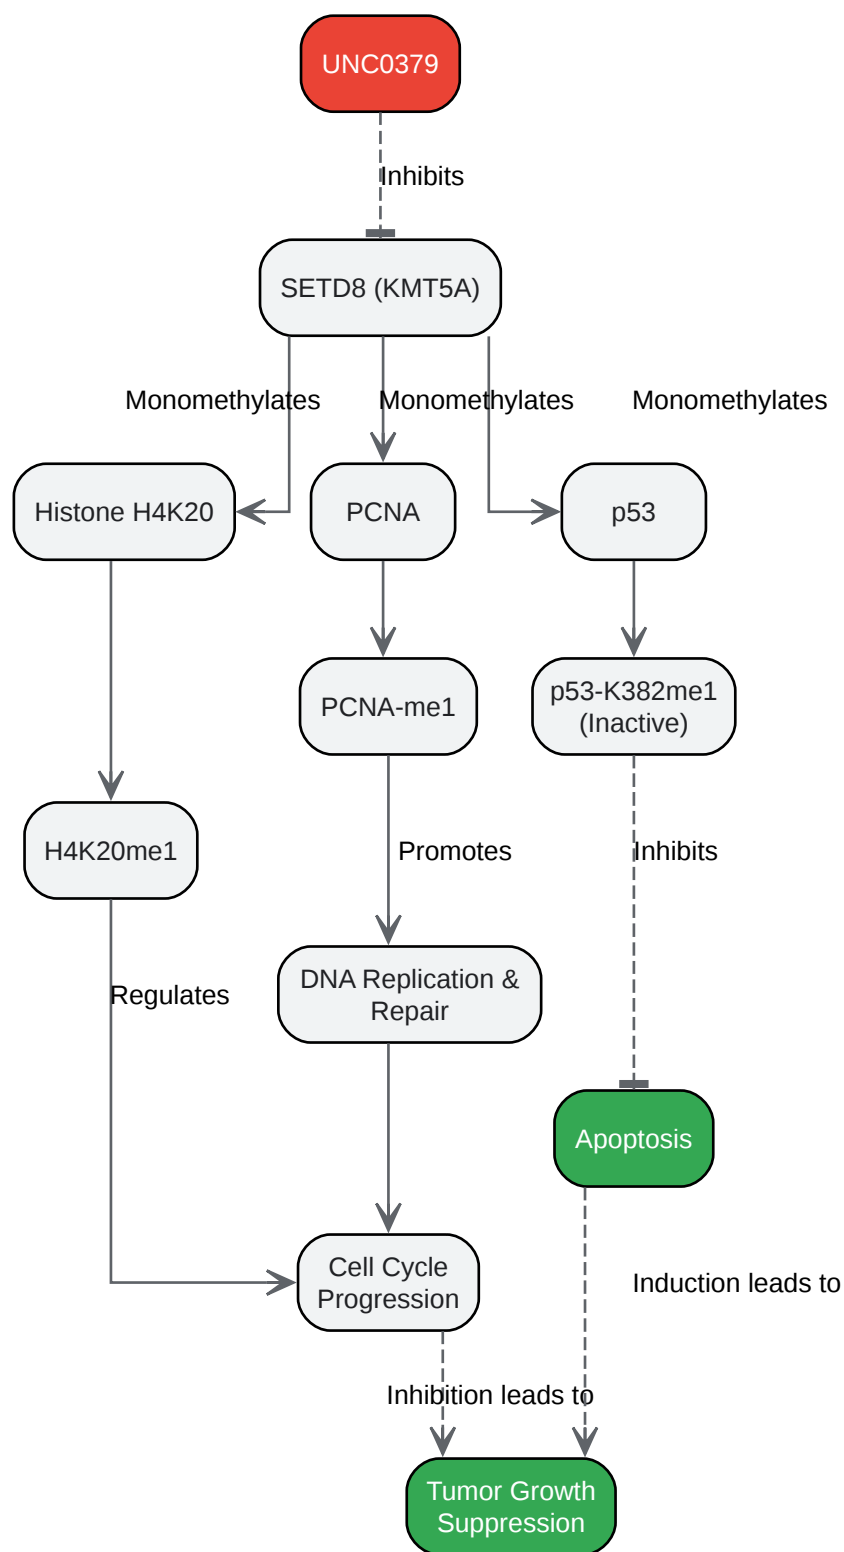 UNC0379
Inhibits
SETD8 (KMT5A)
Monomethylates
Monomethylates
Monomethylates
Histone H4K20
PCNA
p53
PCNA-me1
p53-K382me1
(Inactive)
H4K20me1
Promotes
Inhibits
DNA Replication &
Repair
Regulates
Apoptosis
Cell Cycle
Progression
Induction leads to
Inhibition leads to
Tumor Growth
Suppression